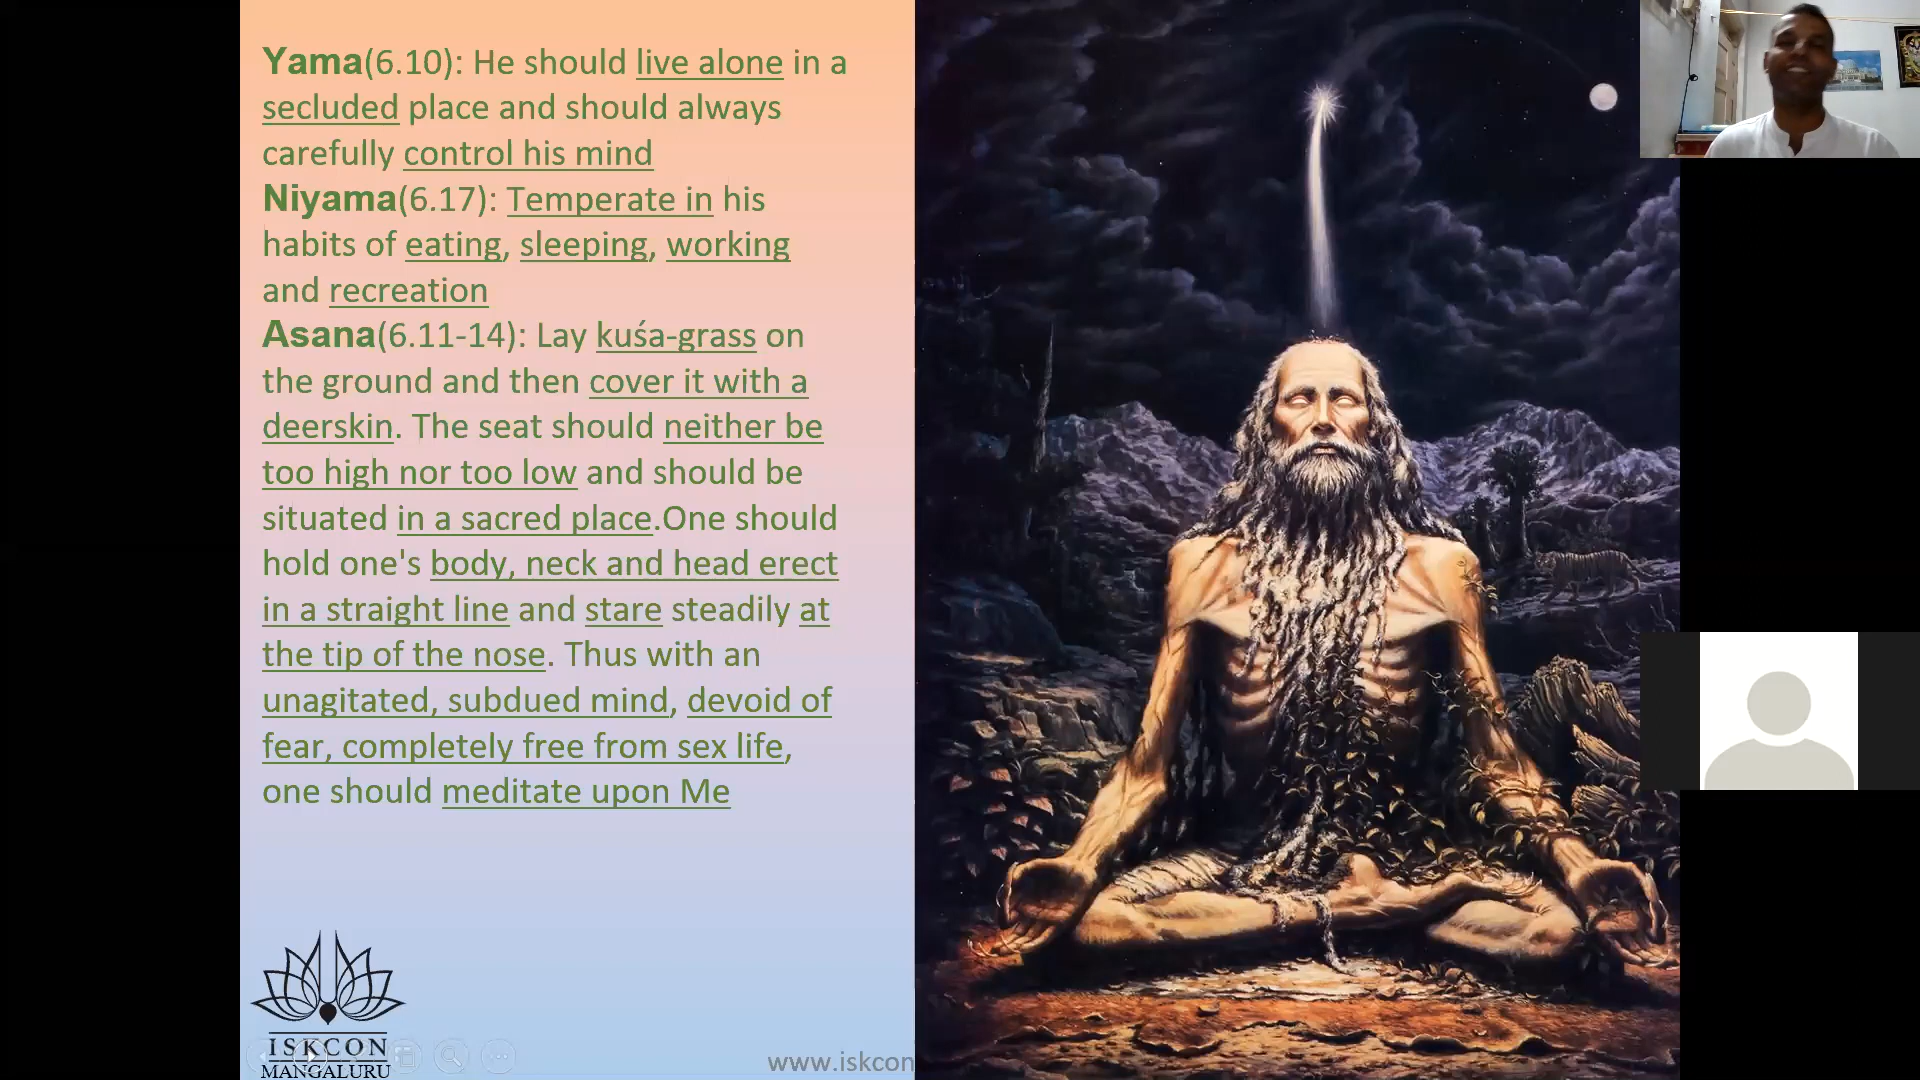 Yama(6.10): He should live alone in a
secluded place and should always
carefully control his mind
Niyama(6.17): Temperate in his
habits of eating, sleeping, working
and recreation
Asana(6.11-14): Lay kuśa-grass on
the ground and then cover it with a
deerskin. The seat should neither be
too high nor too low and should be
situated in a sacred place.One should
hold one's body, neck and head erect
in a straight line and stare steadily at
the tip of the nose. Thus with an
unagitated, subdued mind, devoid of
fear, completely free from sex life,
one should meditate upon Me
ISKCON
MANGALURU
www.iskcon